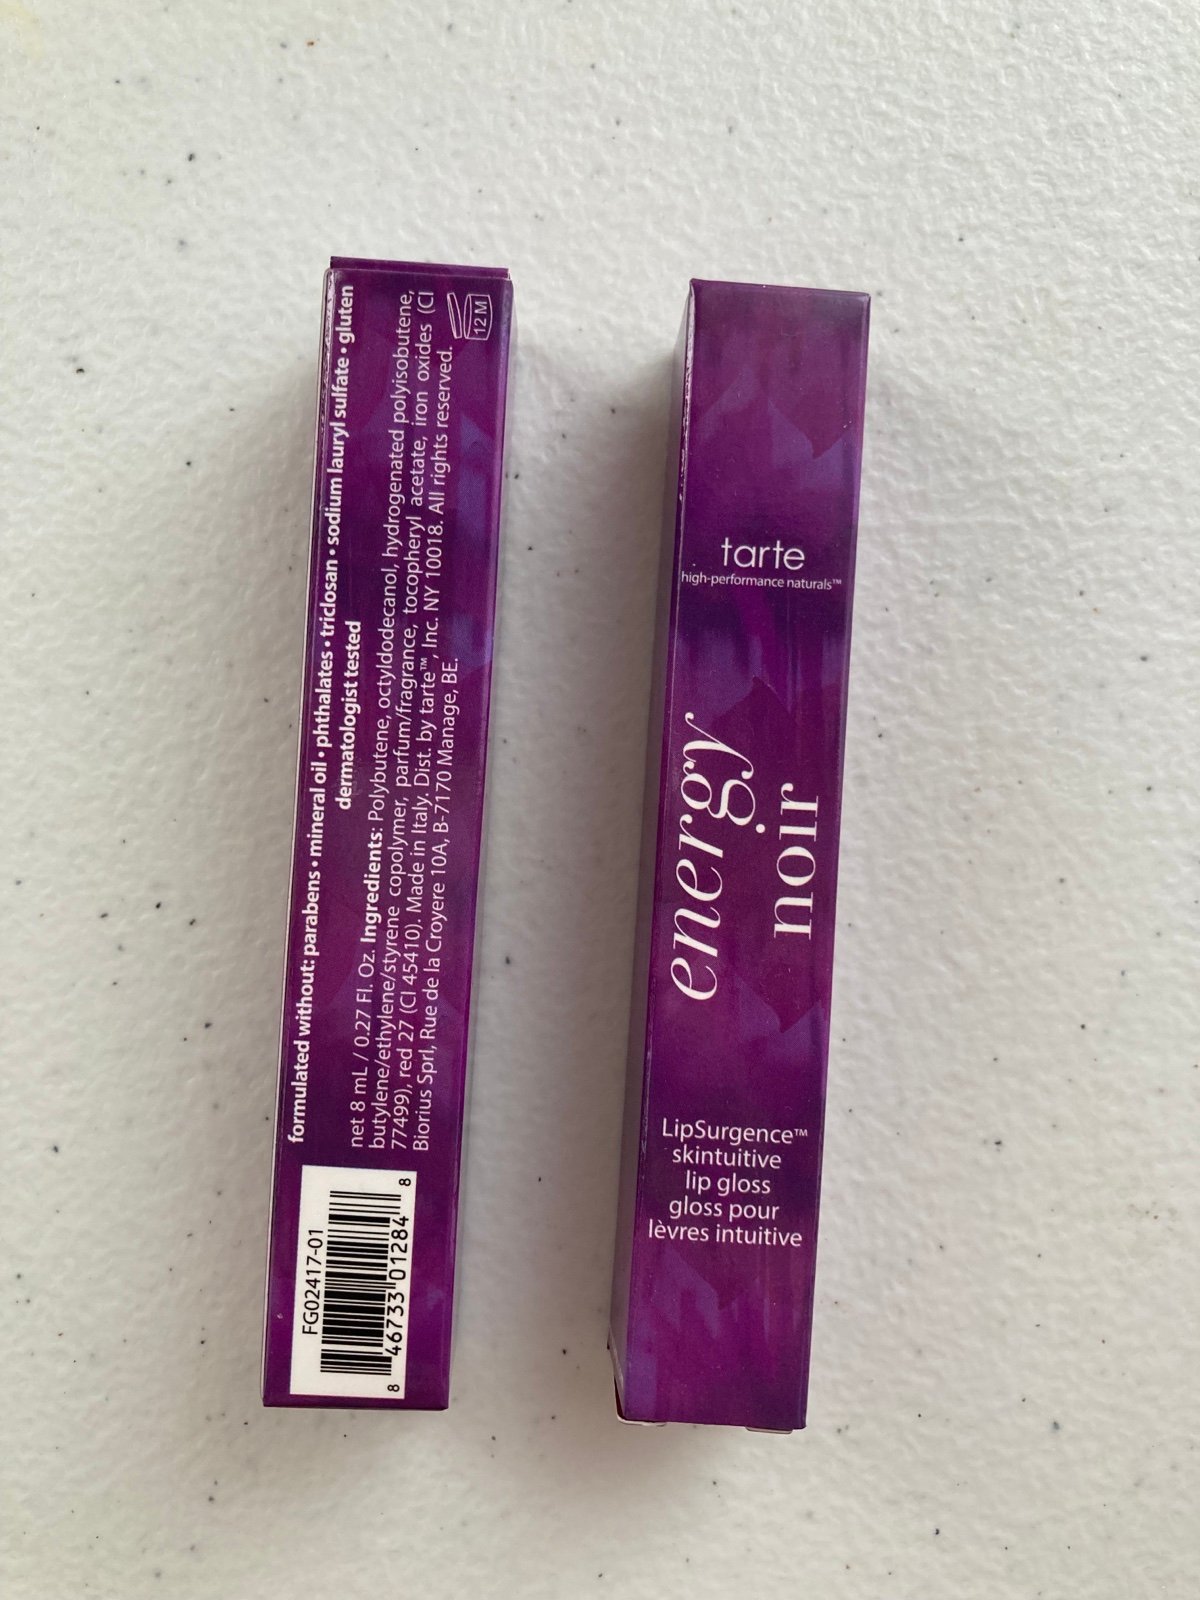 formulated without: parabens • mineral oil • phthalates • triclosan • sodium lauryl sulfate • gluten
dermatologist tested
net 8 mL / 0.27 Fl. Oz. Ingredients: Polybutene, octyldodecanol, hydrogenated polyisobutene,
butylene/ethylene/styrene copolymer, parfum/fragrance, tocopheryl acetate, iron oxides (CI
77499), red 27 (CI 45410). Made in Italy. Dist. by tarte™, Inc. NY 10018. All rights reserved.
Biorius Sprl, Rue de la Croyere 10A, B-7170 Manage, BE.
12 M
FG02417-01
8 46733 01284 8
tarte
high-performance naturals™
energy
noir
LipSurgence™
skintuitive
lip gloss
gloss pour
lèvres intuitive